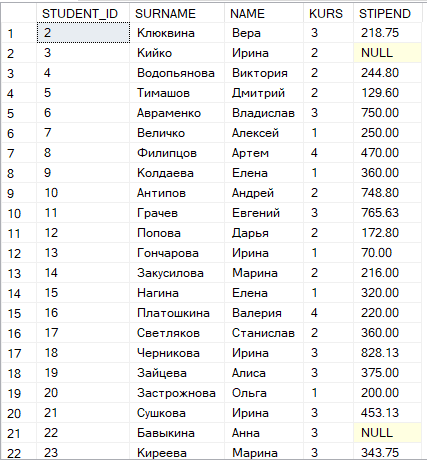 STUDENT_ID SURNAME NAME KURS STIPEND
1 2 Клюквина Вера 3 218.75
2 3 Кийко Ирина 2 NULL
3 4 Водопьянова Виктория 2 244.80
4 5 Тимашов Дмитрий 2 129.60
5 6 Авраменко Владислав 3 750.00
6 7 Величко Алексей 1 250.00
7 8 Филипцов Артем 4 470.00
8 9 Колдаева Елена 1 360.00
9 10 Антипов Андрей 2 748.80
10 11 Грачев Евгений 3 765.63
11 12 Попова Дарья 2 172.80
12 13 Гончарова Ирина 1 70.00
13 14 Закусилова Марина 2 216.00
14 15 Нагина Елена 1 320.00
15 16 Платошкина Валерия 4 220.00
16 17 Светляков Станислав 2 360.00
17 18 Черникова Ирина 3 828.13
18 19 Зайцева Алиса 3 375.00
19 20 Застрожнова Ольга 1 200.00
20 21 Сушкова Ирина 3 453.13
21 22 Бавыкина Анна 3 NULL
22 23 Киреева Марина 3 343.75